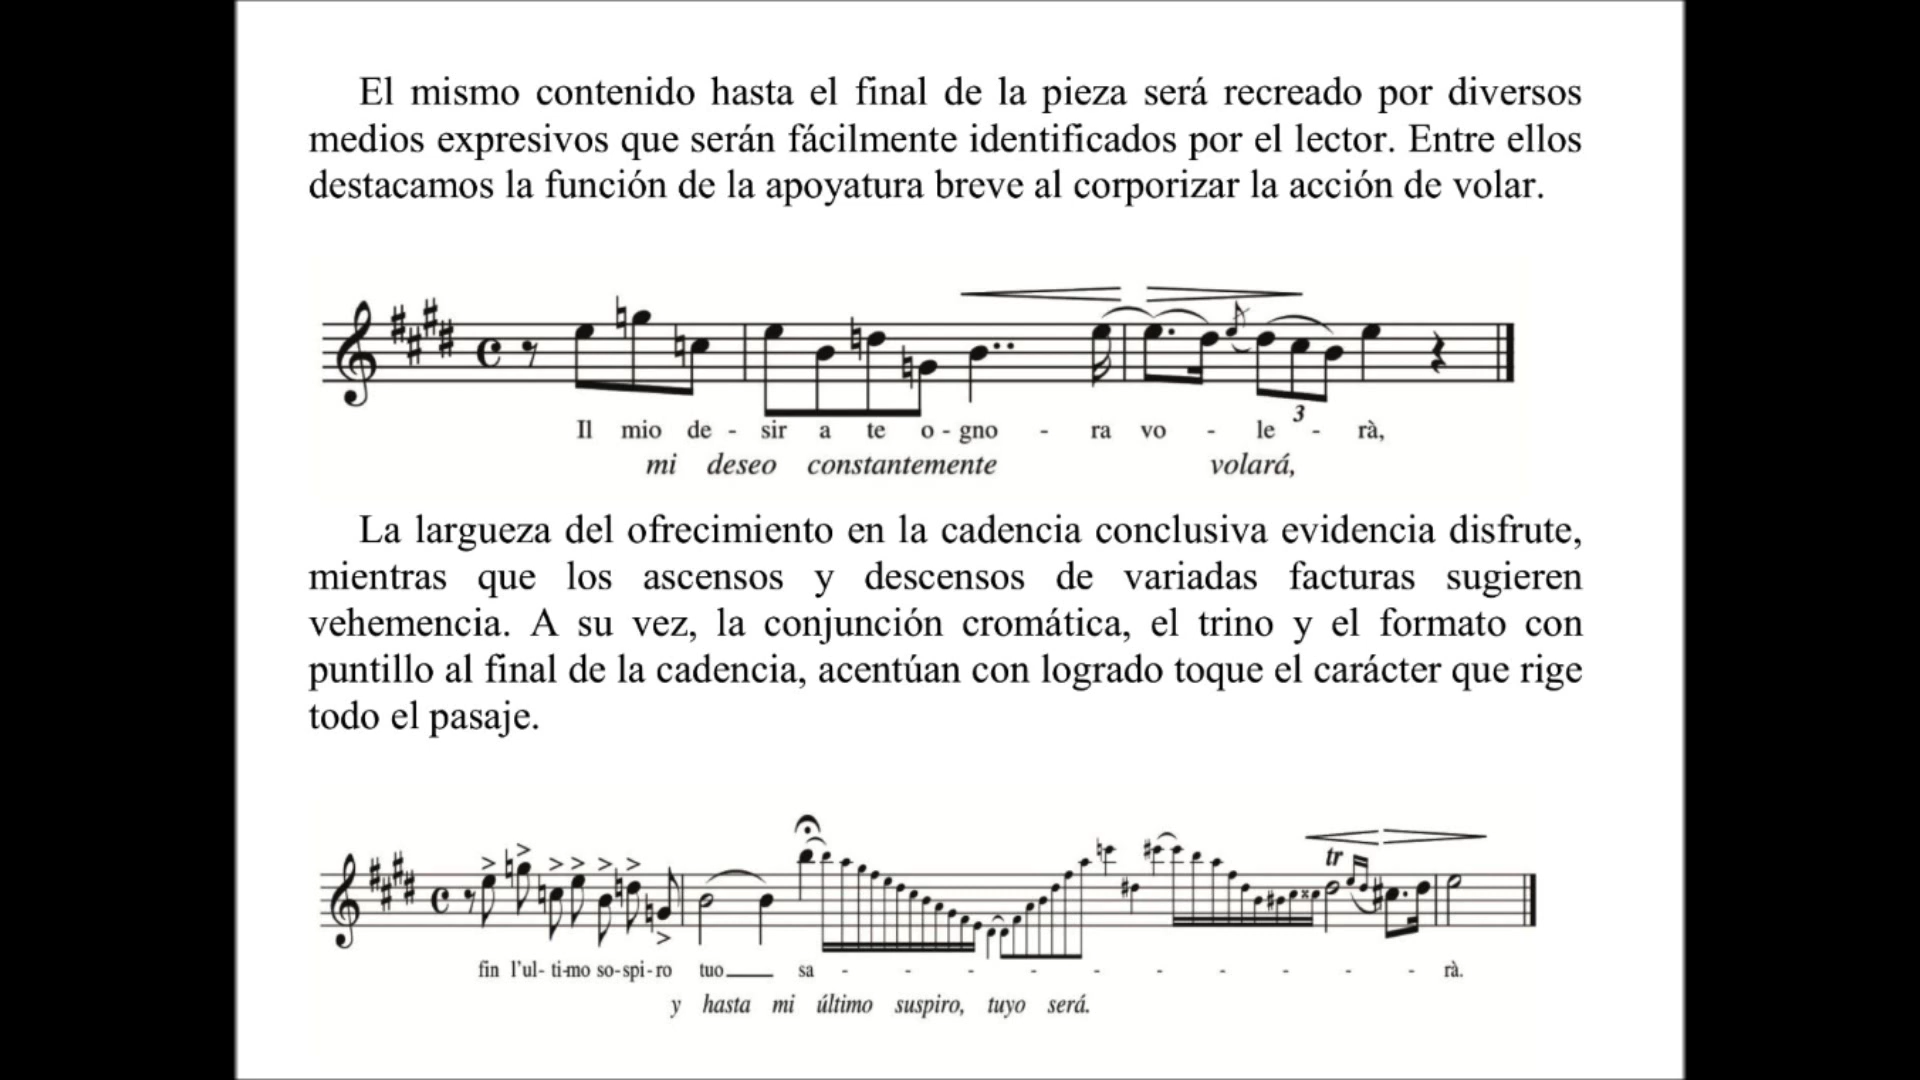 El mismo contenido hasta el final de la pieza será recreado por diversos
medios expresivos que serán fácilmente identificados por el lector. Entre ellos
destacamos la función de la apoyatura breve al corporizar la acción de volar.
3
Il mio de - sir a te o - gno - ra vo - le - rà,
mi deseo constantemente volará,
La largueza del ofrecimiento en la cadencia conclusiva evidencia disfrute,
mientras que los ascensos y descensos de variadas facturas sugieren
vehemencia. A su vez, la conjunción cromática, el trino y el formato con
puntillo al final de la cadencia, acentúan con logrado toque el carácter que rige
todo el pasaje.
tr
fin l'ul- ti-mo so-spi-ro tuo____ sa - - - - - - - - - - rà.
y hasta mi último suspiro, tuyo será.